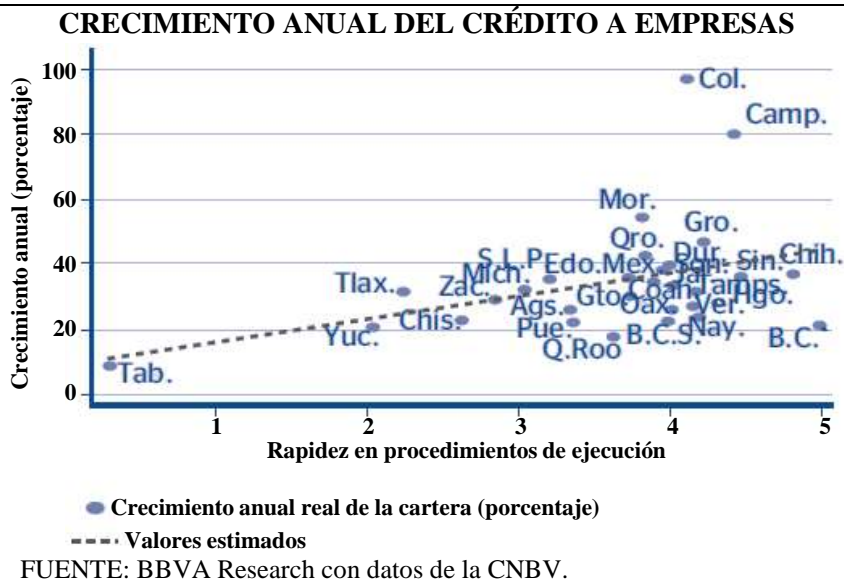 CRECIMIENTO ANUAL DEL CRÉDITO A EMPRESAS
Crecimiento anual (porcentaje)
100
80
60
40
20
0
Col.
Camp.
Mor.
Gro.
Qro.
Dur.
Chih.
Sin.
S.L.P.
Edo.Mex.
Son.
Jal.
Mich.
Tlax.
Zac.
Coah.
Tamps.
Hgo.
Gto.
Ags.
Oax.
Ver.
Chis.
Yuc.
Pue.
Nay.
B.C.S.
B.C.
Q.Roo
Tab.
1 2 3 4 5
Rapidez en procedimientos de ejecución
Crecimiento anual real de la cartera (porcentaje)
Valores estimados
FUENTE: BBVA Research con datos de la CNBV.